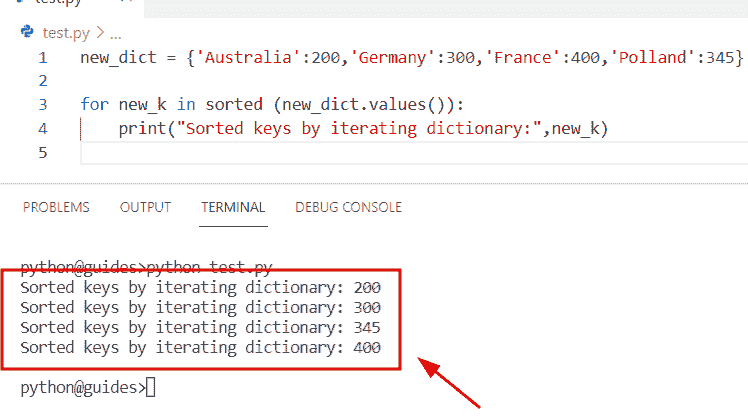 test.py
test.py > ...
1 new_dict = {'Australia':200,'Germany':300,'France':400,'Polland':345}
2
3 for new_k in sorted (new_dict.values()):
4     print("Sorted keys by iterating dictionary:",new_k)
5
PROBLEMS OUTPUT TERMINAL DEBUG CONSOLE
python@guides>python test.py
Sorted keys by iterating dictionary: 200
Sorted keys by iterating dictionary: 300
Sorted keys by iterating dictionary: 345
Sorted keys by iterating dictionary: 400
python@guides>